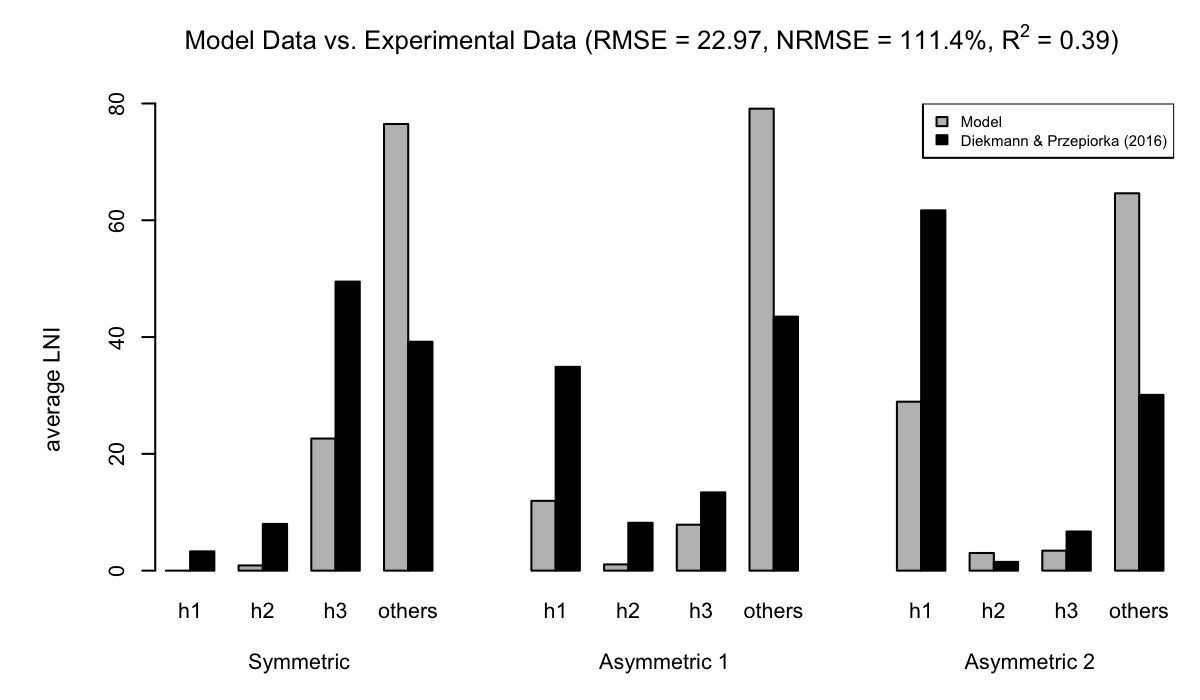 Model Data vs. Experimental Data (RMSE = 22.97, NRMSE = 111.4%, R² = 0.39)
80
60
40
20
0
average LNI
Model
Diekmann & Przepiorka (2016)
h1 h2 h3 others h1 h2 h3 others h1 h2 h3 others
Symmetric Asymmetric 1 Asymmetric 2